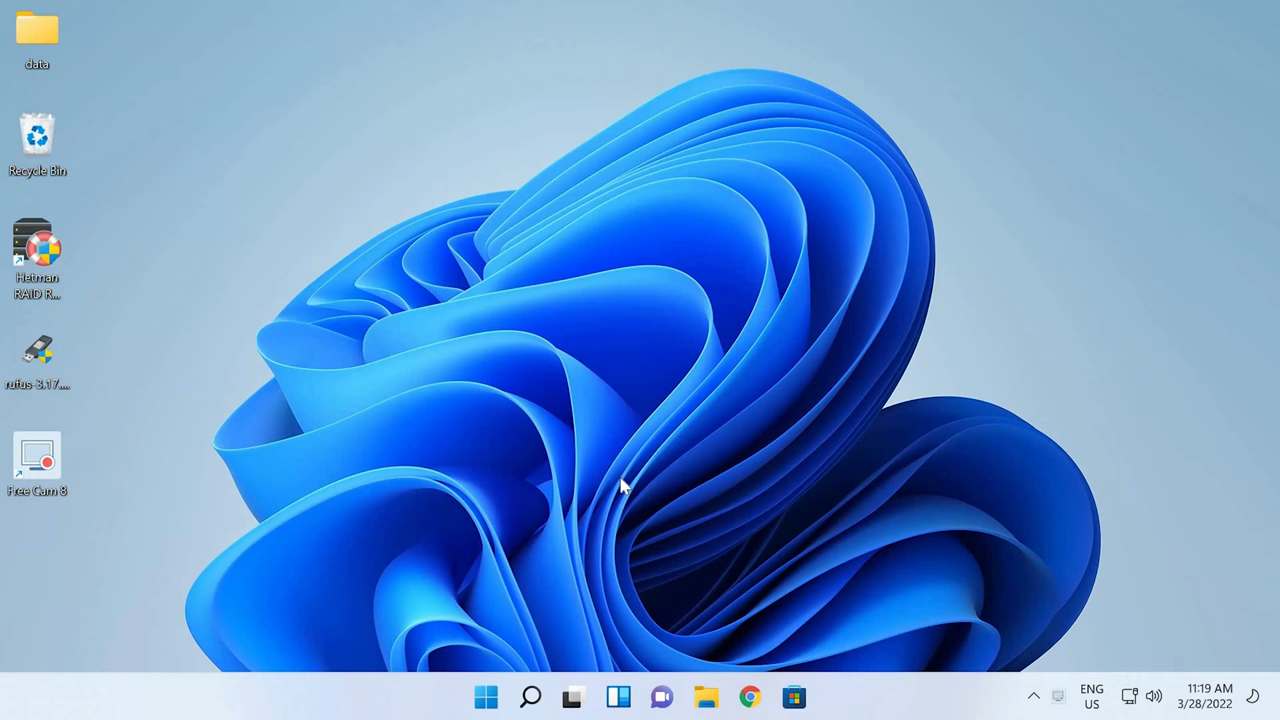 data
Recycle Bin
Hetman
RAID R...
rufus-3.17....
Free Cam 8
ENG
US
11:19 AM
3/28/2022